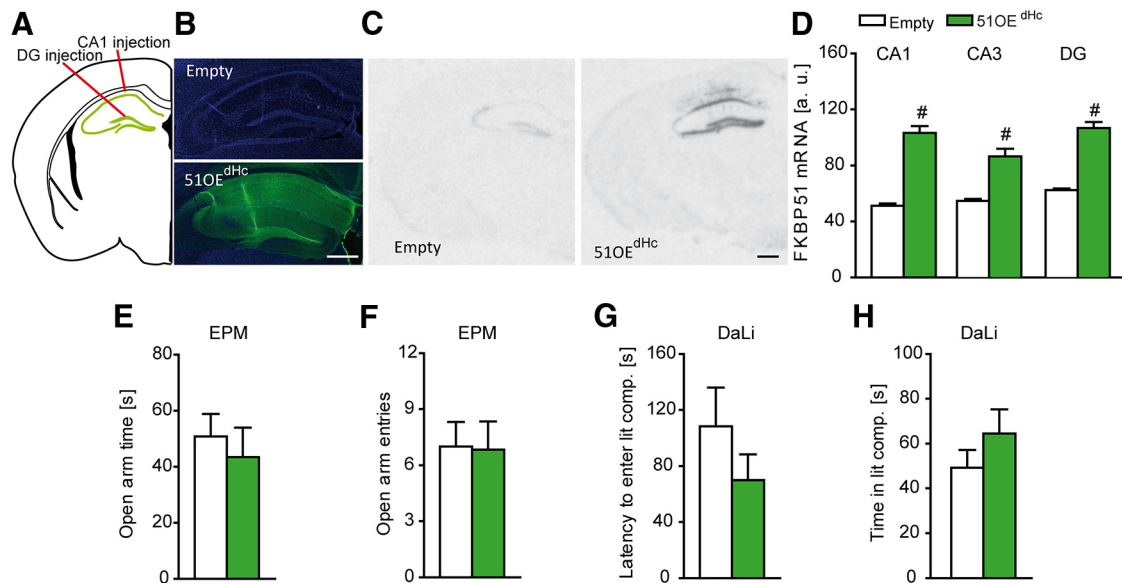 A
CA1 injection
DG injection
B
Empty
51OE dHc
C
Empty
51OE dHc
D
Empty 51OE dHc
FKBP51 mRNA [a. u.]
160
120
80
40
0
CA1 CA3 DG
# # #
E
EPM
Open arm time [s]
80
60
40
20
0
F
EPM
Open arm entries
12
9
6
3
0
G
DaLi
Latency to enter lit comp. [s]
160
120
80
40
0
H
DaLi
Time in lit comp. [s]
100
80
60
40
20
0